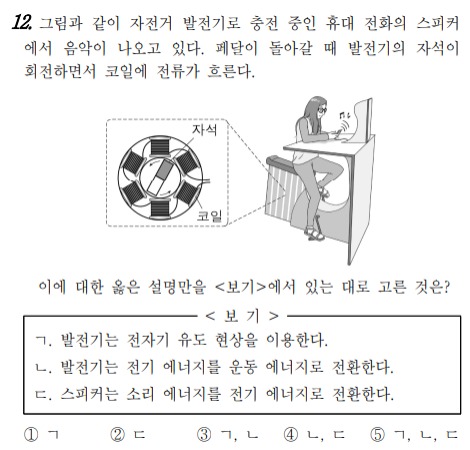 12. 그림과 같이 자전거 발전기로 충전 중인 휴대 전화의 스피커
에서 음악이 나오고 있다. 페달이 돌아갈 때 발전기의 자석이
회전하면서 코일에 전류가 흐른다.
자석
코일
이에 대한 옳은 설명만을 <보기>에서 있는 대로 고른 것은?
< 보 기 >
ㄱ. 발전기는 전자기 유도 현상을 이용한다.
ㄴ. 발전기는 전기 에너지를 운동 에너지로 전환한다.
ㄷ. 스피커는 소리 에너지를 전기 에너지로 전환한다.
① ㄱ ② ㄷ ③ ㄱ, ㄴ ④ ㄴ, ㄷ ⑤ ㄱ, ㄴ, ㄷ